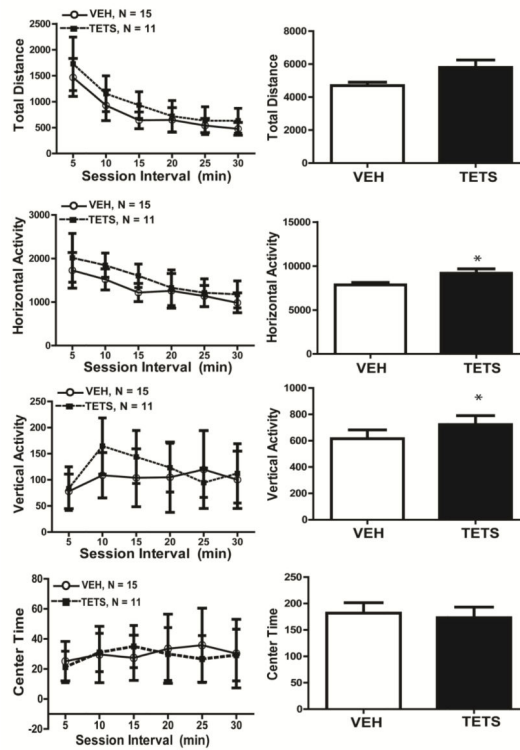 VEH, N = 15
TETS, N = 11
Total Distance
2500
2000
1500
1000
500
0
5 10 15 20 25 30
Session Interval (min)
Total Distance
8000
6000
4000
2000
0
VEH TETS
VEH, N = 15
TETS, N = 11
Horizontal Activity
3000
2000
1000
0
5 10 15 20 25 30
Session Interval (min)
Horizontal Activity
15000
10000
5000
0
*
VEH TETS
VEH, N = 15
TETS, N = 11
Vertical Activity
250
200
150
100
50
0
5 10 15 20 25 30
Session Interval (min)
Vertical Activity
1000
800
600
400
200
0
*
VEH TETS
VEH, N = 15
TETS, N = 11
Center Time
80
60
40
20
0
-20
5 10 15 20 25 30
Session Interval (min)
Center Time
250
200
150
100
50
0
VEH TETS